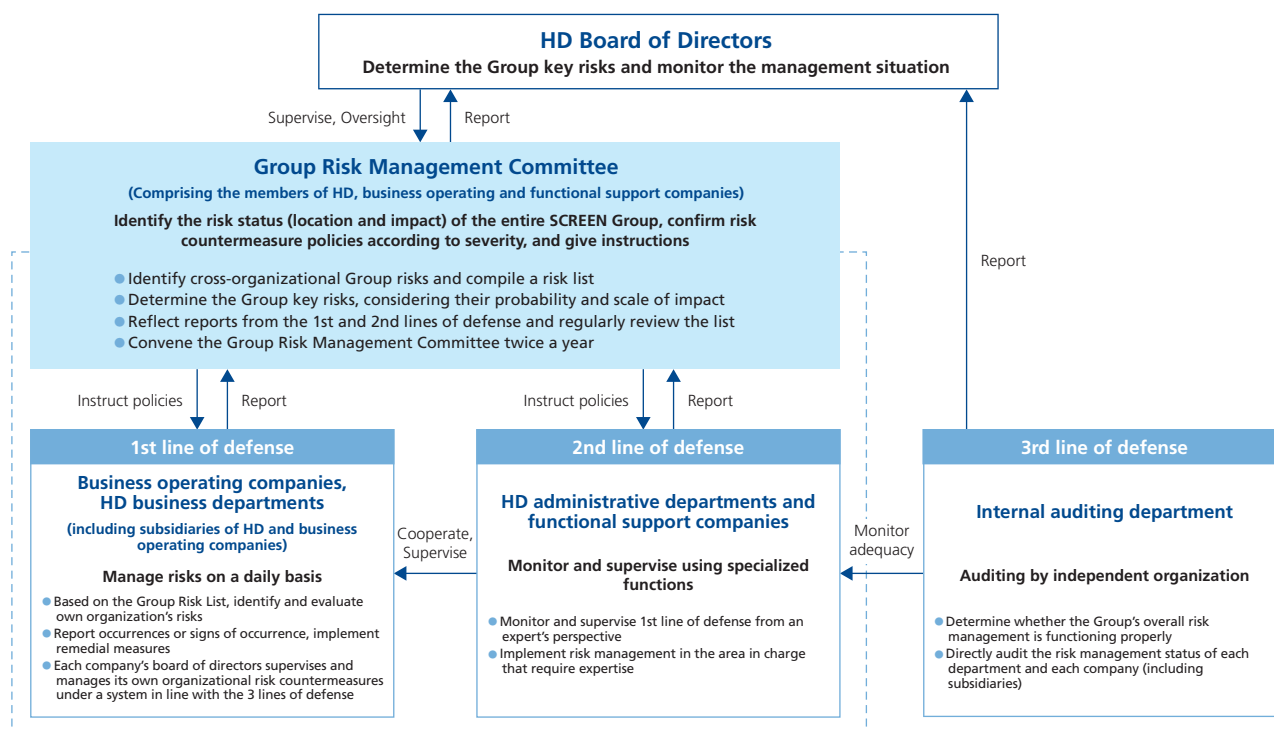 HD Board of Directors
Determine the Group key risks and monitor the management situation
Supervise, Oversight
Report
Group Risk Management Committee
(Comprising the members of HD, business operating and functional support companies)
Identify the risk status (location and impact) of the entire SCREEN Group, confirm risk
countermeasure policies according to severity, and give instructions
Identify cross-organizational Group risks and compile a risk list
Determine the Group key risks, considering their probability and scale of impact
Reflect reports from the 1st and 2nd lines of defense and regularly review the list
Convene the Group Risk Management Committee twice a year
Report
Instruct policies
Report
Instruct policies
Report
1st line of defense
Business operating companies,
HD business departments
(including subsidiaries of HD and business
operating companies)
Manage risks on a daily basis
Based on the Group Risk List, identify and evaluate
own organization's risks
Report occurrences or signs of occurrence, implement
remedial measures
Each company's board of directors supervises and
manages its own organizational risk countermeasures
under a system in line with the 3 lines of defense
Cooperate,
Supervise
2nd line of defense
HD administrative departments and
functional support companies
Monitor and supervise using specialized
functions
Monitor and supervise 1st line of defense from an
expert's perspective
Implement risk management in the area in charge
that require expertise
Monitor
adequacy
3rd line of defense
Internal auditing department
Auditing by independent organization
Determine whether the Group's overall risk
management is functioning properly
Directly audit the risk management status of each
department and each company (including
subsidiaries)